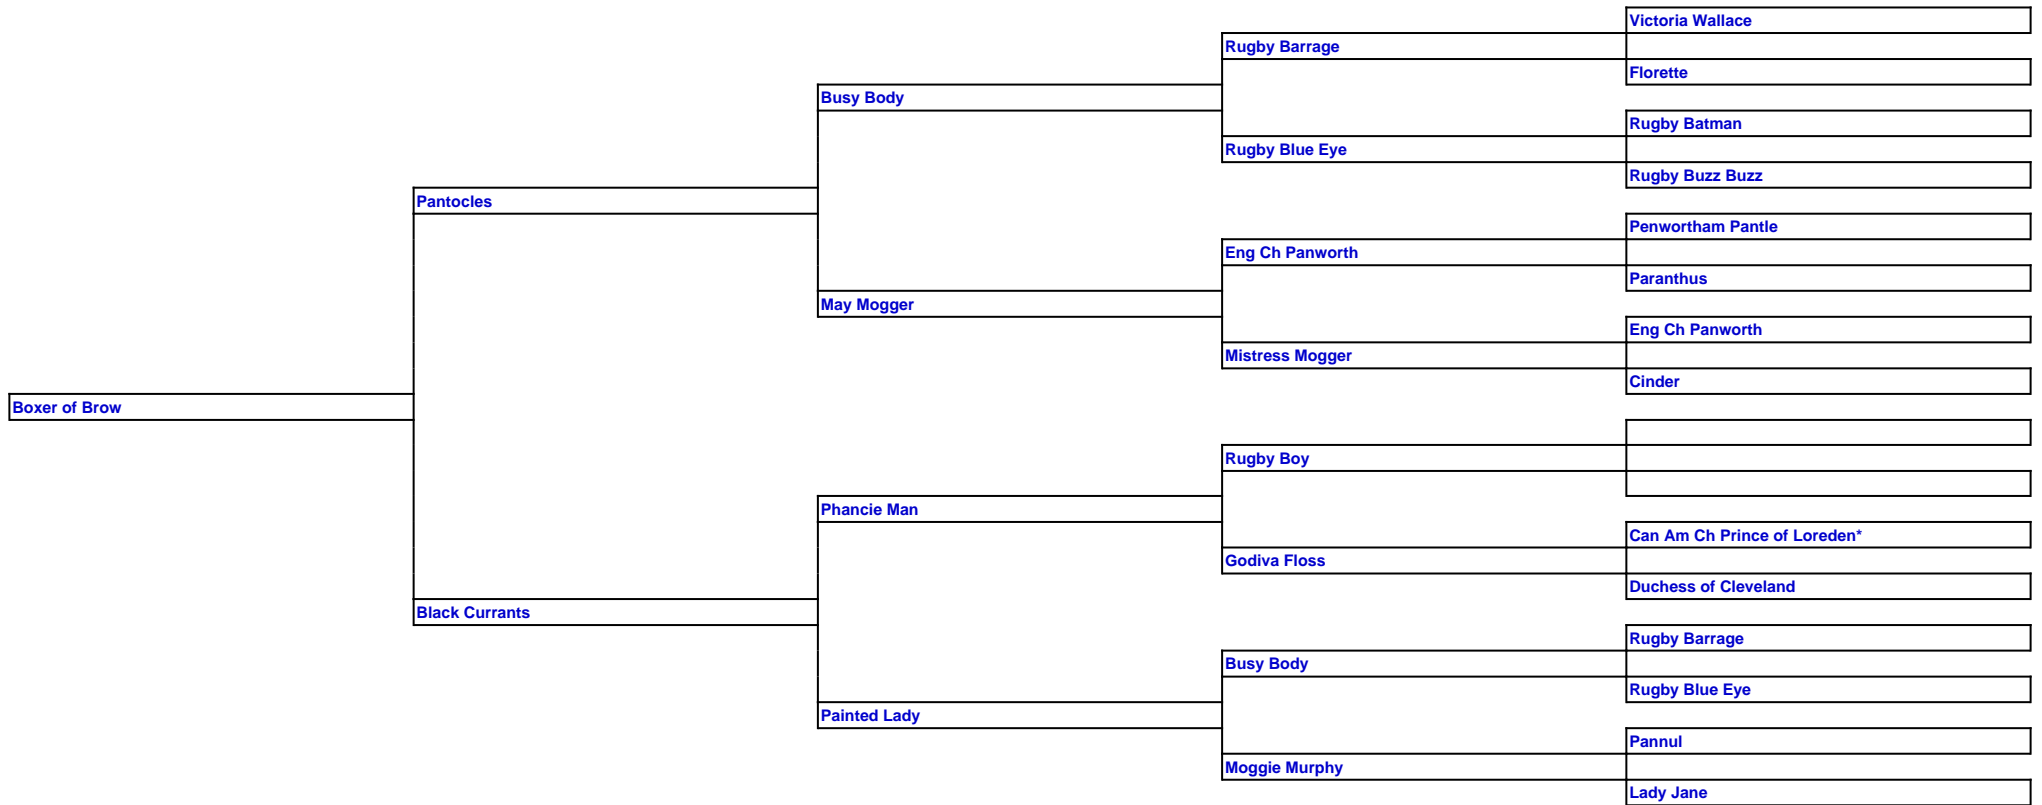 Victoria Wallace
Rugby Barrage
Florette
Busy Body
Rugby Batman
Rugby Blue Eye
Rugby Buzz Buzz
Pantocles
Penwortham Pantle
Eng Ch Panworth
Paranthus
May Mogger
Eng Ch Panworth
Mistress Mogger
Cinder
Boxer of Brow
Rugby Boy
Phancie Man
Can Am Ch Prince of Loreden*
Godiva Floss
Duchess of Cleveland
Black Currants
Rugby Barrage
Busy Body
Rugby Blue Eye
Painted Lady
Pannul
Moggie Murphy
Lady Jane